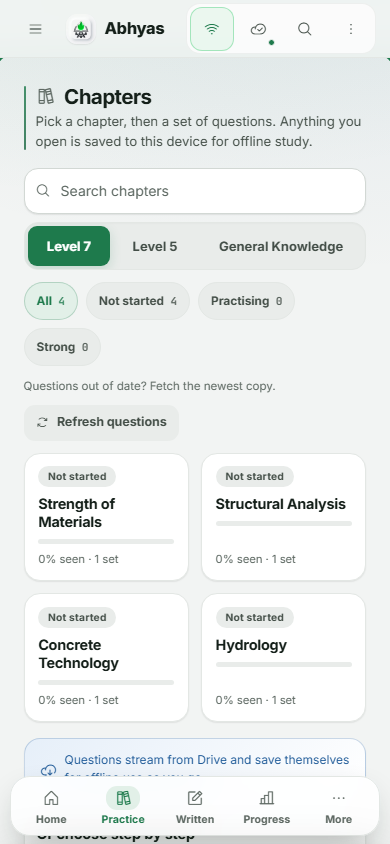 Abhyas
Chapters
Pick a chapter, then a set of questions. Anything you
open is saved to this device for offline study.
Search chapters
Level 7 Level 5 General Knowledge
All 4 Not started 4 Practising 0
Strong 0
Questions out of date? Fetch the newest copy.
Refresh questions
Not started
Strength of
Materials
0% seen · 1 set
Not started
Structural Analysis
0% seen · 1 set
Not started
Concrete
Technology
0% seen · 1 set
Not started
Hydrology
0% seen · 1 set
Questions stream from Drive and save themselves
Home Practice Written Progress More